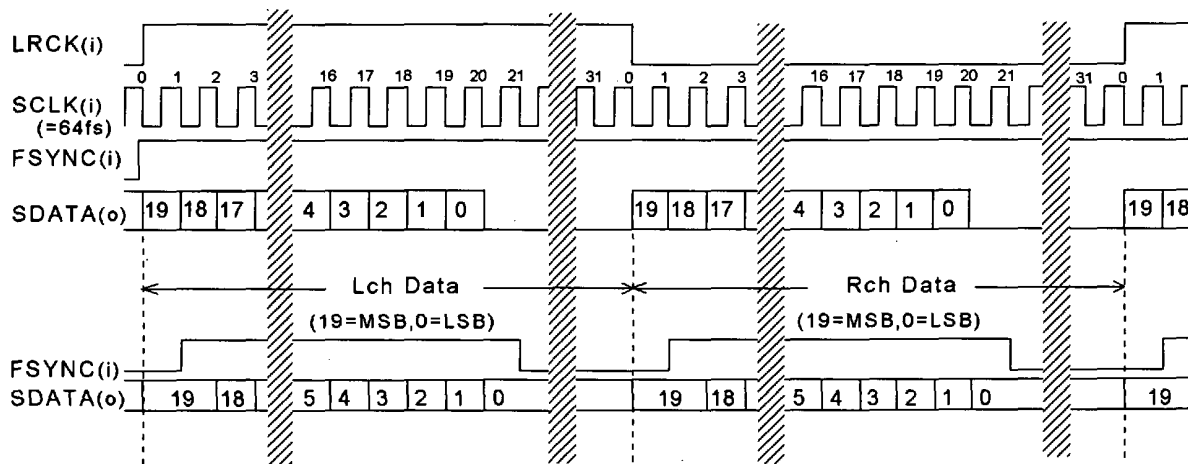 LRCK(i)
0 1 2 3 16 17 18 19 20 21 31 0 1 2 3 16 17 18 19 20 21 31 0 1
SCLK(i)
(=64fs)
FSYNC(i)
SDATA(o) 19 18 17 4 3 2 1 0 19 18 17 4 3 2 1 0 19 18
Lch Data Rch Data
(19=MSB,0=LSB) (19=MSB,0=LSB)
FSYNC(i)
SDATA(o) 19 18 5 4 3 2 1 0 19 18 5 4 3 2 1 0 19